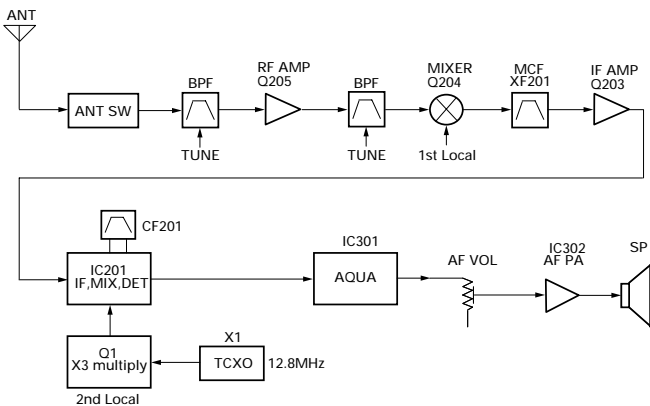 ANT
ANT SW
BPF
TUNE
RF AMP
Q205
BPF
TUNE
MIXER
Q204
1st Local
MCF
XF201
IF AMP
Q203
CF201
IC201
IF,MIX,DET
IC301
AQUA
AF VOL
IC302
AF PA
SP
Q1
X3 multiply
2nd Local
X1
TCXO
12.8MHz